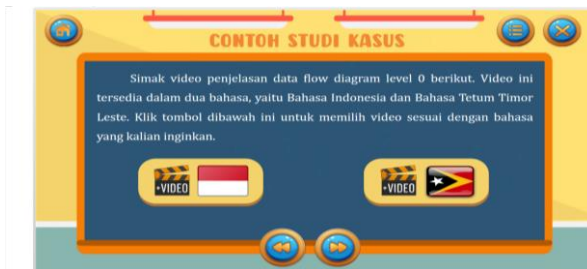 CONTOH STUDI KASUS
Simak video penjelasan data flow diagram level 0 berikut. Video ini
tersedia dalam dua bahasa, yaitu Bahasa Indonesia dan Bahasa Tetum Timor
Leste. Klik tombol dibawah ini untuk memilih video sesuai dengan bahasa
yang kalian inginkan.
+VIDEO
+VIDEO